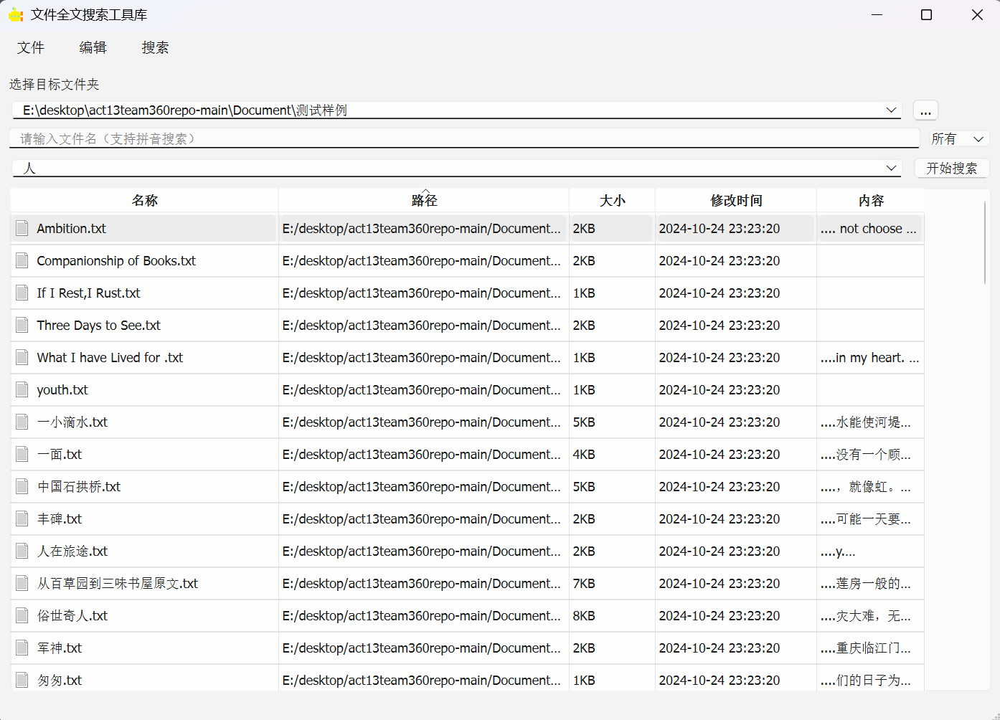 文件全文搜索工具库
文件 编辑 搜索
选择目标文件夹
E:\desktop\act13team360repo-main\Document\测试样例 ...
请输入文件名（支持拼音搜索） 所有
人 开始搜索
名称 路径 大小 修改时间 内容
Ambition.txt E:/desktop/act13team360repo-main/Document... 2KB 2024-10-24 23:23:20 .... not choose ...
Companionship of Books.txt E:/desktop/act13team360repo-main/Document... 2KB 2024-10-24 23:23:20
If I Rest,I Rust.txt E:/desktop/act13team360repo-main/Document... 1KB 2024-10-24 23:23:20
Three Days to See.txt E:/desktop/act13team360repo-main/Document... 2KB 2024-10-24 23:23:20
What I have Lived for .txt E:/desktop/act13team360repo-main/Document... 1KB 2024-10-24 23:23:20 ....in my heart. ...
youth.txt E:/desktop/act13team360repo-main/Document... 1KB 2024-10-24 23:23:20
一小滴水.txt E:/desktop/act13team360repo-main/Document... 5KB 2024-10-24 23:23:20 ....水能使河堤...
一面.txt E:/desktop/act13team360repo-main/Document... 4KB 2024-10-24 23:23:20 ....没有一个顾...
中国石拱桥.txt E:/desktop/act13team360repo-main/Document... 5KB 2024-10-24 23:23:20 ....，就像虹。...
丰碑.txt E:/desktop/act13team360repo-main/Document... 2KB 2024-10-24 23:23:20 ....可能一天要...
人在旅途.txt E:/desktop/act13team360repo-main/Document... 2KB 2024-10-24 23:23:20 ....y....
从百草园到三味书屋原文.txt E:/desktop/act13team360repo-main/Document... 7KB 2024-10-24 23:23:20 ....莲房一般的...
俗世奇人.txt E:/desktop/act13team360repo-main/Document... 8KB 2024-10-24 23:23:20 ....灾大难，无...
军神.txt E:/desktop/act13team360repo-main/Document... 2KB 2024-10-24 23:23:20 ....重庆临江门...
匆匆.txt E:/desktop/act13team360repo-main/Document... 1KB 2024-10-24 23:23:20 ....们的日子为...